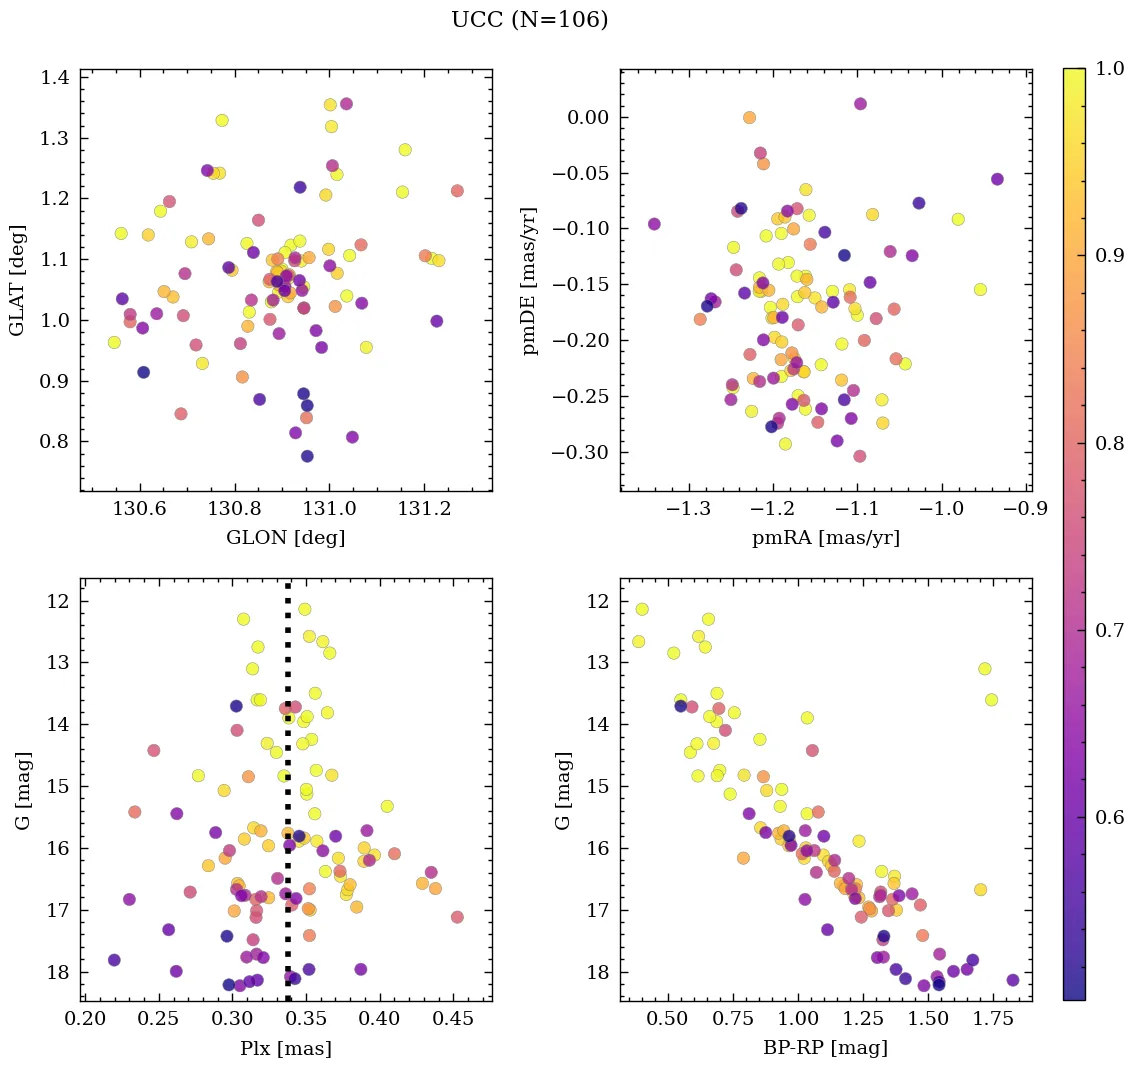 UCC (N=106)
1.4
1.3
1.2
1.1
1.0
0.9
0.8
GLAT [deg]
130.6 130.8 131.0 131.2
GLON [deg]
0.00
−0.05
−0.10
−0.15
−0.20
−0.25
−0.30
pmDE [mas/yr]
−1.3 −1.2 −1.1 −1.0 −0.9
pmRA [mas/yr]
12
13
14
15
16
17
18
G [mag]
0.20 0.25 0.30 0.35 0.40 0.45
Plx [mas]
12
13
14
15
16
17
18
G [mag]
0.50 0.75 1.00 1.25 1.50 1.75
BP-RP [mag]
1.0
0.9
0.8
0.7
0.6